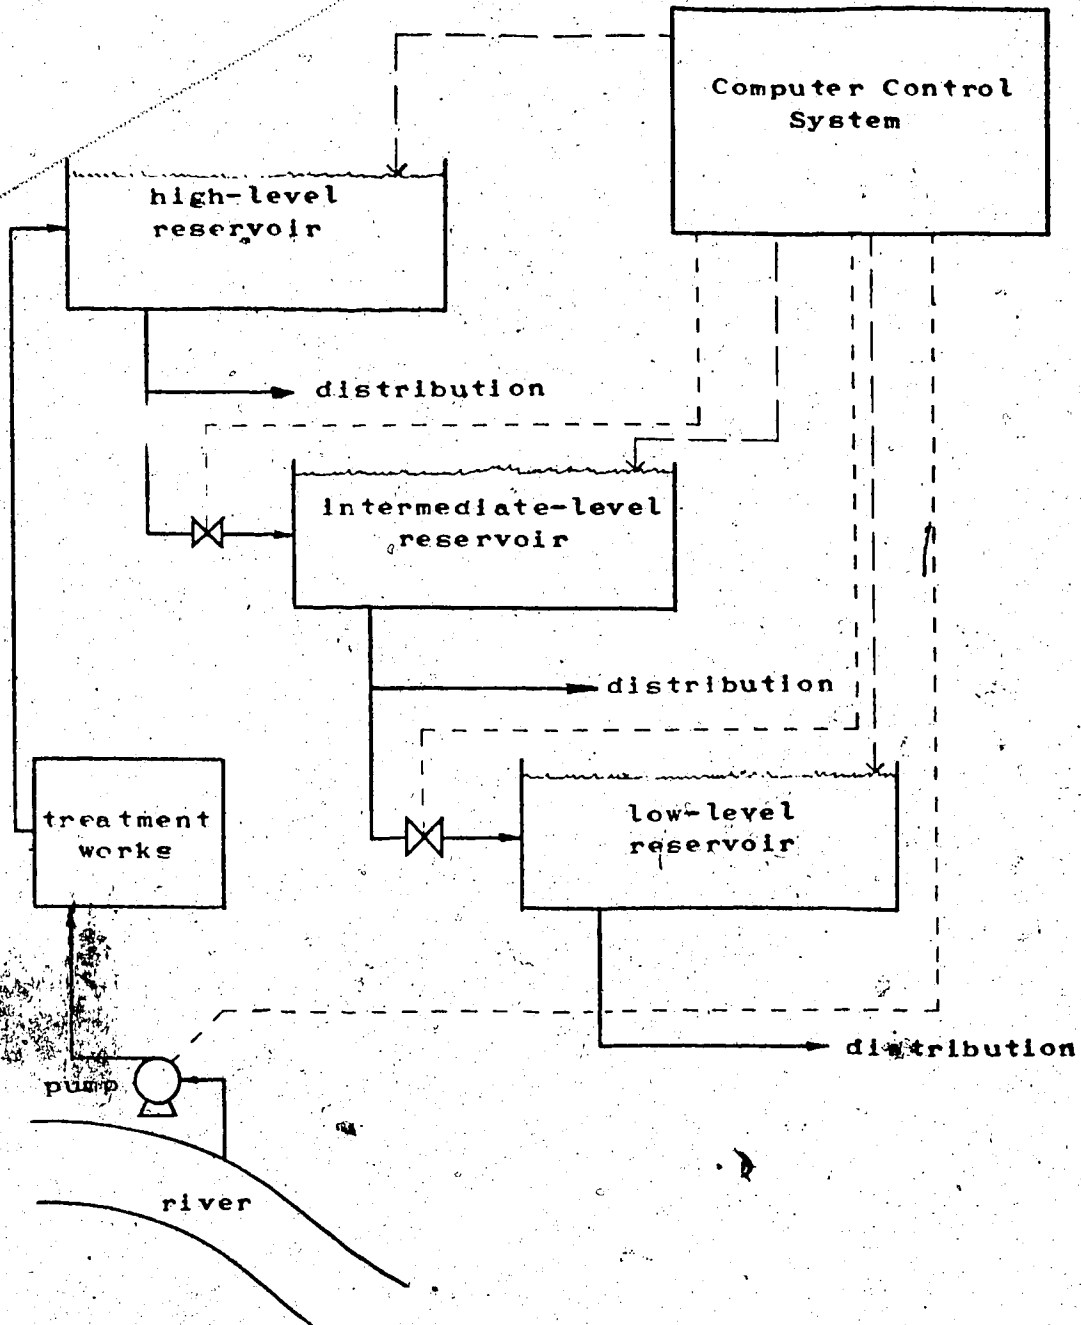 Computer Control
System
high-level
reservoir
distribution
intermediate-level
reservoir
distribution
low-level
reservoir
treatment
works
distribution
pump
river